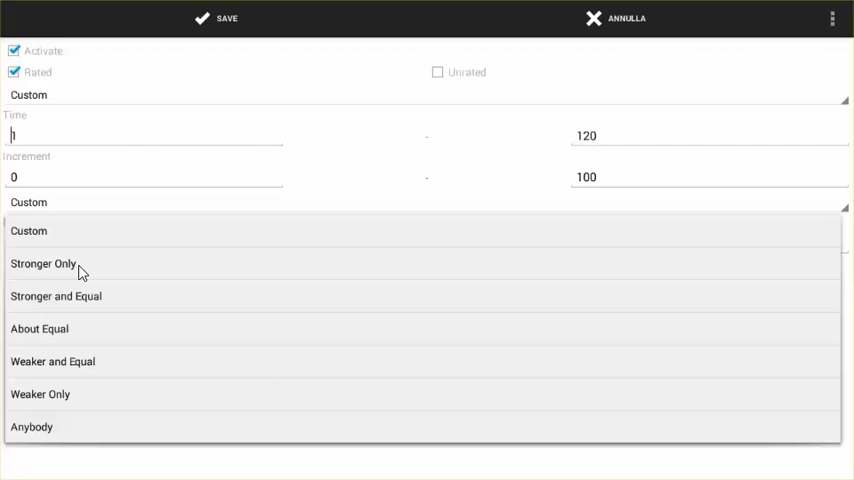 SAVE ANNULLA
Activate
Rated Unrated
Custom
Time
1 - 120
Increment
0 - 100
Custom
Custom
Stronger Only
Stronger and Equal
About Equal
Weaker and Equal
Weaker Only
Anybody